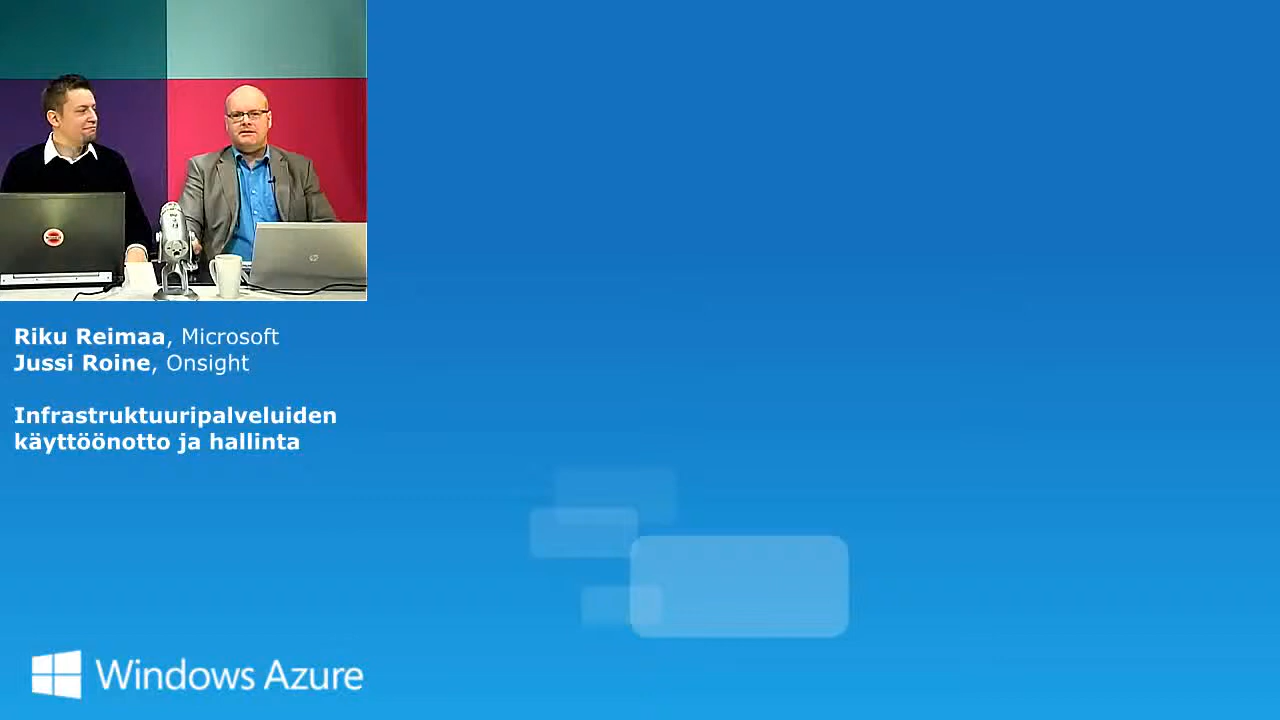 Riku Reimaa, Microsoft
Jussi Roine, Onsight
Infrastruktuuripalveluiden
käyttöönotto ja hallinta
Windows Azure